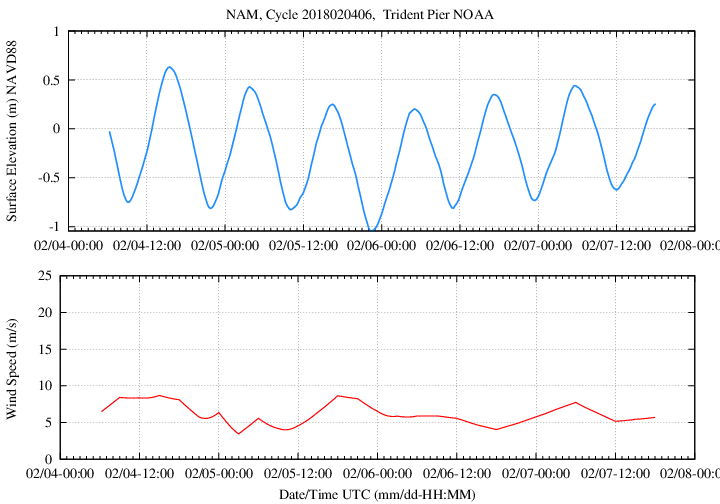 NAM, Cycle 2018020406,  Trident Pier NOAA
1
0.5
0
-0.5
-1
Surface Elevation (m) NAVD88
02/04-00:00 02/04-12:00 02/05-00:00 02/05-12:00 02/06-00:00 02/06-12:00 02/07-00:00 02/07-12:00 02/08-0
25
20
15
10
5
0
Wind Speed (m/s)
02/04-00:00 02/04-12:00 02/05-00:00 02/05-12:00 02/06-00:00 02/06-12:00 02/07-00:00 02/07-12:00 02/08-0
Date/Time UTC (mm/dd-HH:MM)